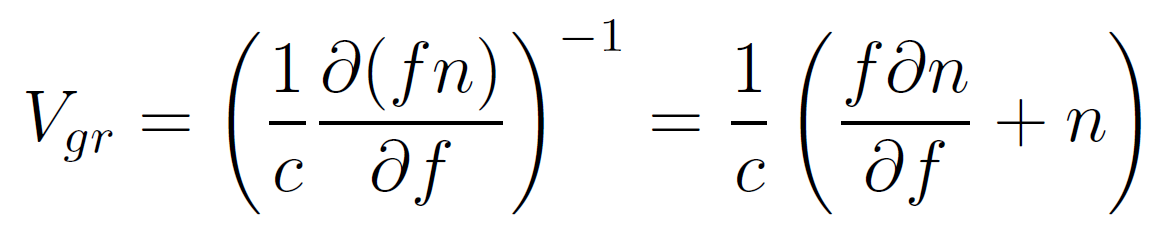 V_{gr} = \left( \frac{1}{c} \frac{\partial (fn)}{\partial f} \right)^{-1} = \frac{1}{c} \left( \frac{f \partial n}{\partial f} + n \right)